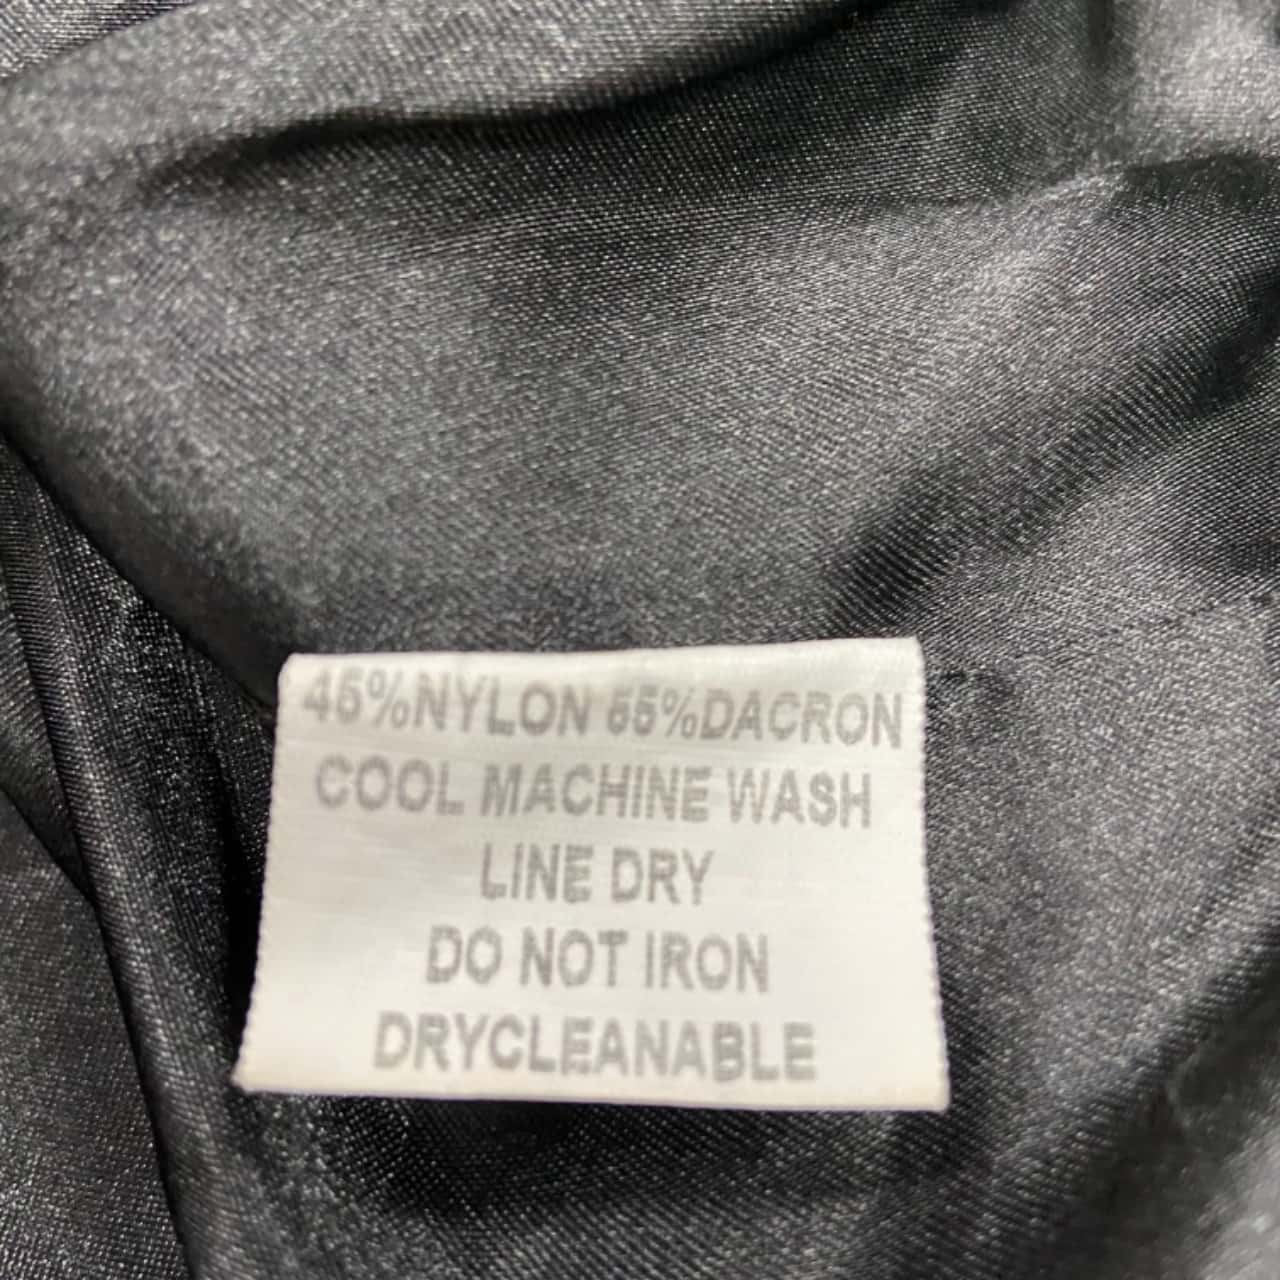 45%NYLON 55%DACRON
COOL MACHINE WASH
LINE DRY
DO NOT IRON
DRYCLEANABLE